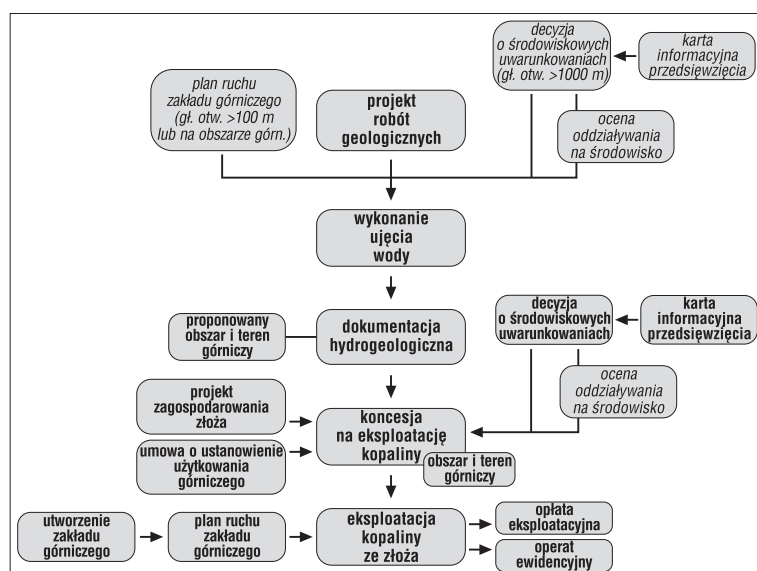 plan ruchu
zakładu górniczego
(gł. otw. >100 m
lub na obszarze górn.)
projekt
robót
geologicznych
decyzja
o środowiskowych
uwarunkowaniach
(gł. otw. >1000 m)
karta
informacyjna
przedsięwzięcia
ocena
oddziaływania
na środowisko
wykonanie
ujęcia
wody
proponowany
obszar i teren
górniczy
dokumentacja
hydrogeologiczna
decyzja
o środowiskowych
uwarunkowaniach
karta
informacyjna
przedsięwzięcia
ocena
oddziaływania
na środowisko
projekt
zagospodarowania
złoża
umowa o ustanowienie
użytkowania
górniczego
koncesja
na eksploatację
kopaliny
obszar i teren
górniczy
utworzenie
zakładu
górniczego
plan ruchu
zakładu
górniczego
eksploatacja
kopaliny
ze złoża
opłata
eksploatacyjna
operat
ewidencyjny